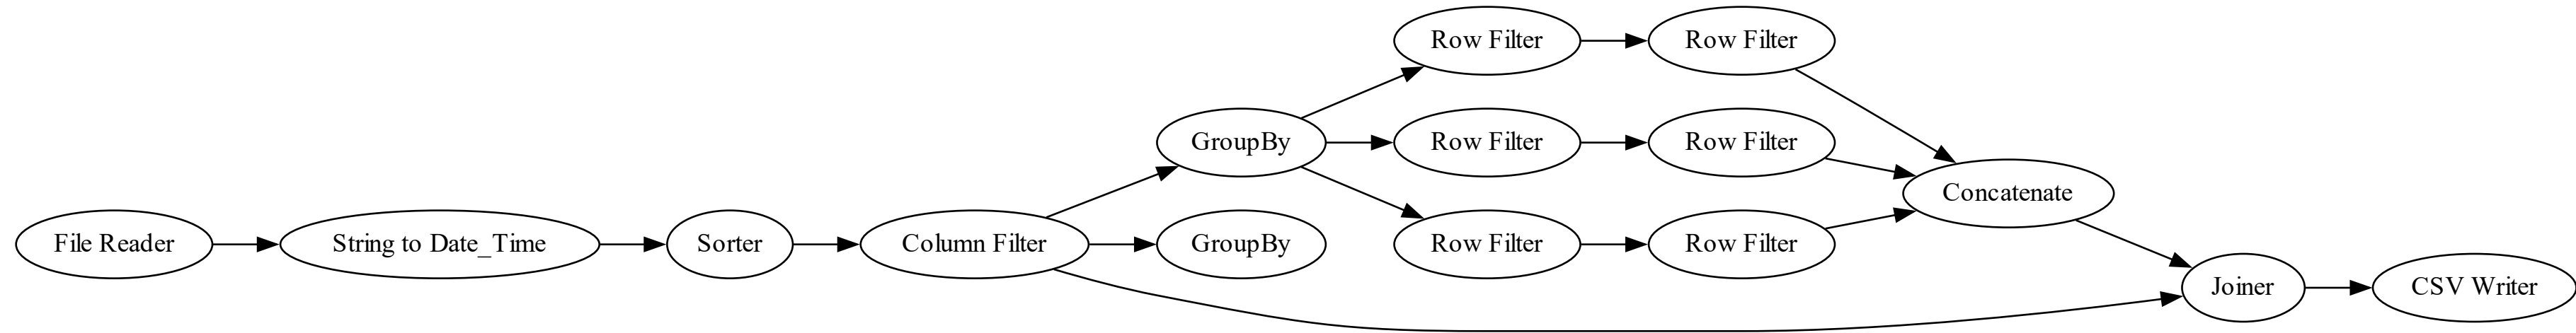 Row Filter
Row Filter
GroupBy
Row Filter
Row Filter
Concatenate
File Reader
String to Date_Time
Sorter
Column Filter
GroupBy
Row Filter
Row Filter
Joiner
CSV Writer